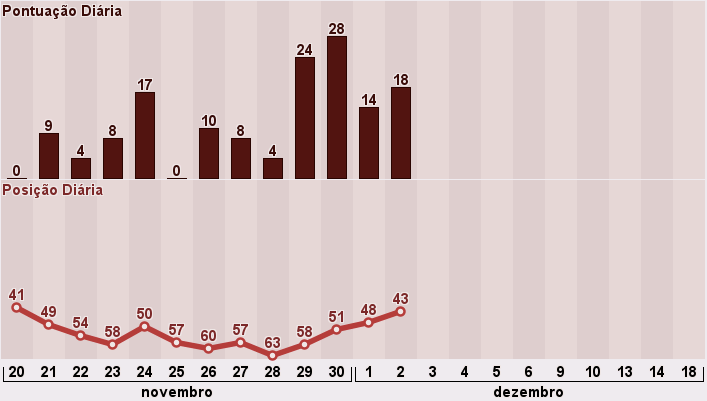 Pontuação Diária
0 9 4 8 17 0 10 8 4 24 28 14 18
Posição Diária
41 49 54 58 50 57 60 57 63 58 51 48 43
20 21 22 23 24 25 26 27 28 29 30 1 2 3 4 5 6 9 10 13 14 18
novembro dezembro